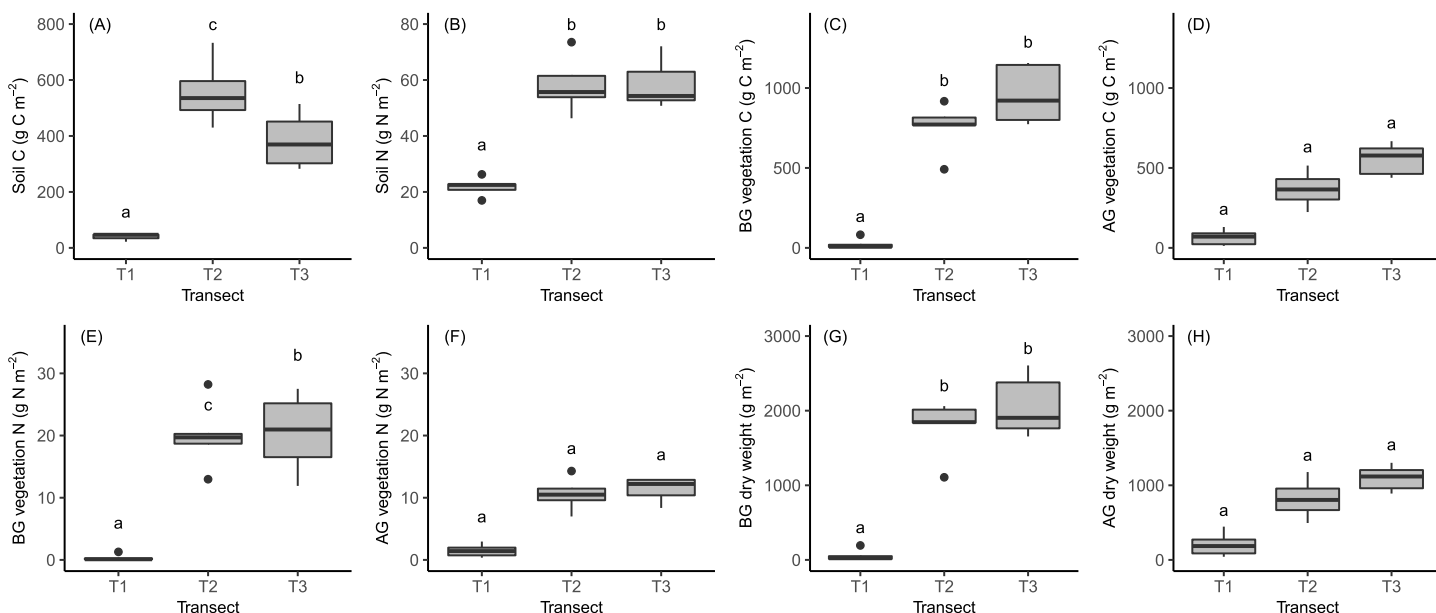 (A)
Soil C (g C m⁻²)
800
600
400
200
0
a
c
b
T1 T2 T3
Transect
(B)
Soil N (g N m⁻²)
80
60
40
20
0
a
b
b
T1 T2 T3
Transect
(C)
BG vegetation C (g C m⁻²)
1000
500
0
a
b
b
T1 T2 T3
Transect
(D)
AG vegetation C (g C m⁻²)
1000
500
0
a
a
a
T1 T2 T3
Transect
(E)
BG vegetation N (g N m⁻²)
30
20
10
0
a
c
b
T1 T2 T3
Transect
(F)
AG vegetation N (g N m⁻²)
30
20
10
0
a
a
a
T1 T2 T3
Transect
(G)
BG dry weight (g m⁻²)
3000
2000
1000
0
a
b
b
T1 T2 T3
Transect
(H)
AG dry weight (g m⁻²)
3000
2000
1000
0
a
a
a
T1 T2 T3
Transect